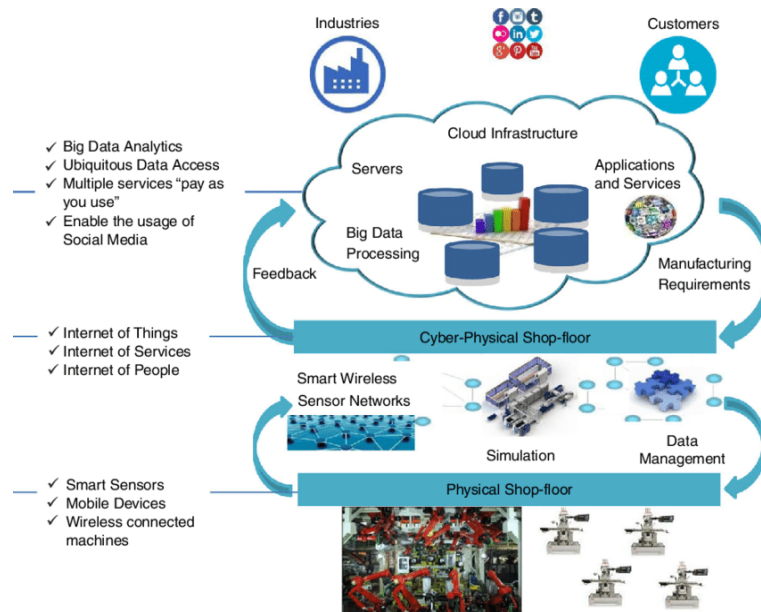 Industries
Customers
✓ Big Data Analytics
✓ Ubiquitous Data Access
✓ Multiple services “pay as
you use”
✓ Enable the usage of
Social Media
Cloud Infrastructure
Servers
Applications
and Services
Big Data
Processing
Feedback
Manufacturing
Requirements
✓ Internet of Things
✓ Internet of Services
✓ Internet of People
Cyber-Physical Shop-floor
Smart Wireless
Sensor Networks
Simulation
Data
Management
✓ Smart Sensors
✓ Mobile Devices
✓ Wireless connected
machines
Physical Shop-floor